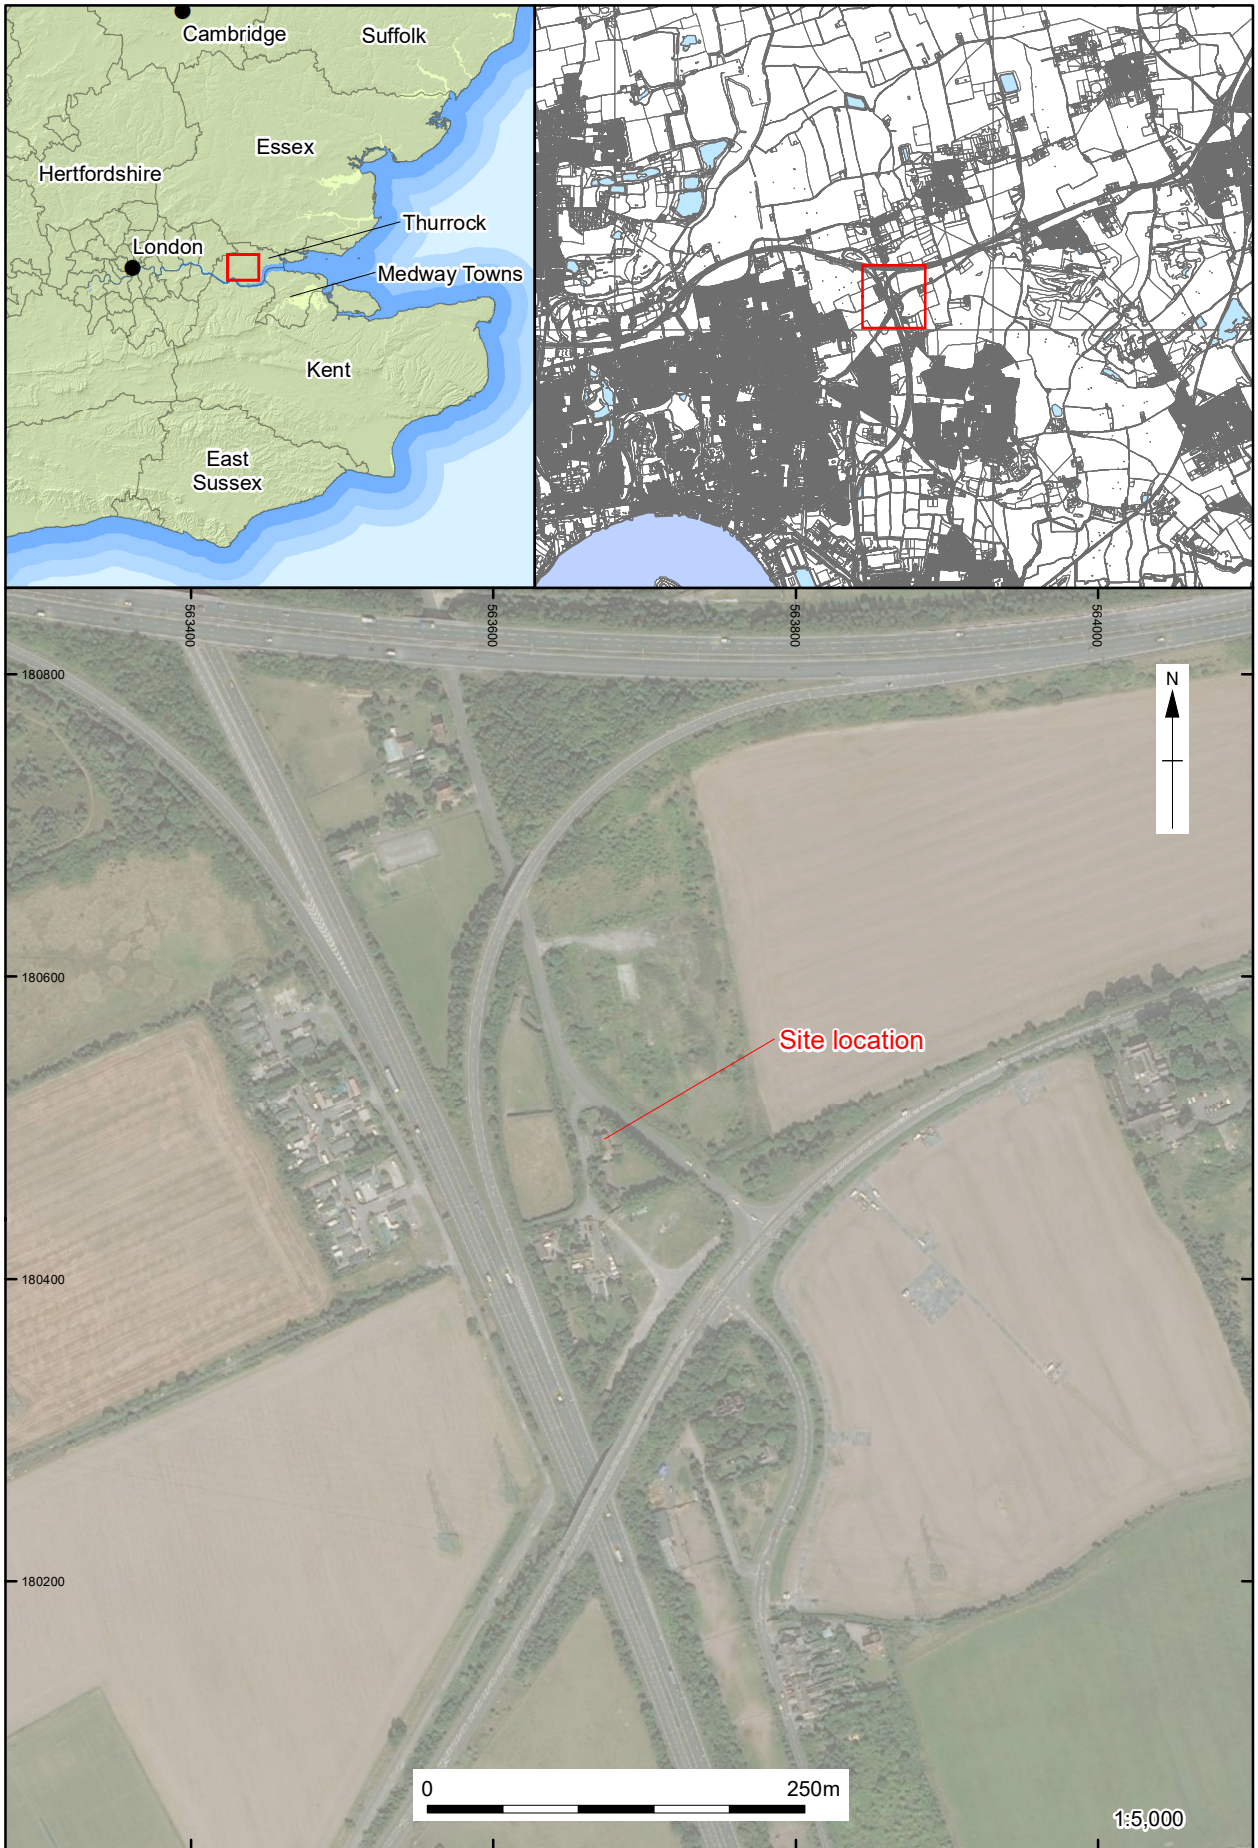 Cambridge
Suffolk
Essex
Hertfordshire
Thurrock
London
Medway Towns
Kent
East
Sussex
563400
563600
563800
564000
180800
N
180600
Site location
180400
180200
0
250m
1:5,000